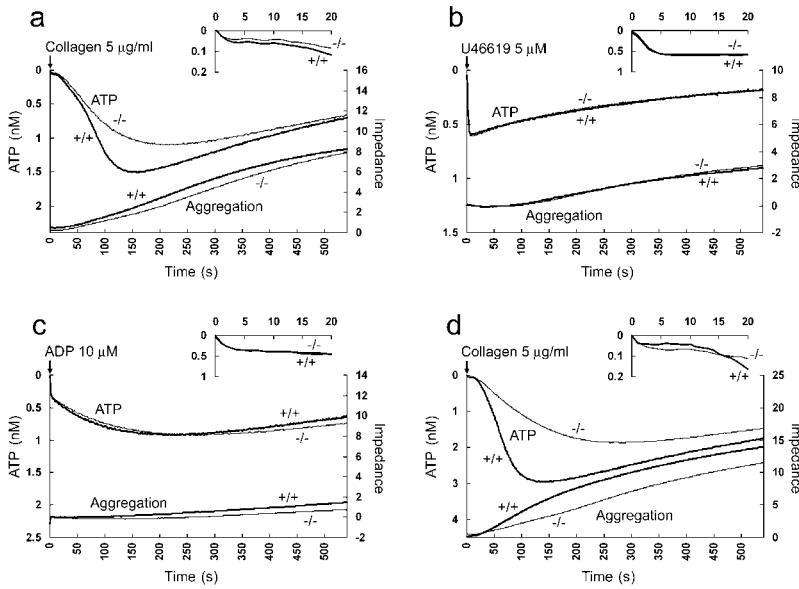 a
Collagen 5 µg/ml
0 5 10 15 20
0
0.1
0.2
-/-
+/+
0
0.5
1
1.5
2
ATP (nM)
16
14
12
10
8
6
4
2
0
Impedance
ATP
-/-
+/+
+/+
-/-
Aggregation
0 50 100 150 200 250 300 350 400 450 500
Time (s)
b
U46619 5 µM
0 5 10 15 20
0
0.5
1
-/-
+/+
0
0.5
1
1.5
ATP (nM)
10
8
6
4
2
0
-2
Impedance
ATP
-/-
+/+
-/-
+/+
Aggregation
0 50 100 150 200 250 300 350 400 450 500
Time (s)
c
ADP 10 µM
0 5 10 15 20
0
0.5
1
-/-
+/+
0
0.5
1
1.5
2
2.5
ATP (nM)
14
12
10
8
6
4
2
0
-2
Impedance
ATP
+/+
-/-
Aggregation
+/+
-/-
0 50 100 150 200 250 300 350 400 450 500
Time (s)
d
Collagen 5 µg/ml
0 5 10 15 20
0
0.1
0.2
-/-
+/+
0
1
2
3
4
ATP (nM)
25
20
15
10
5
0
Impedance
ATP
-/-
+/+
+/+
-/-
Aggregation
0 50 100 150 200 250 300 350 400 450 500
Time (s)